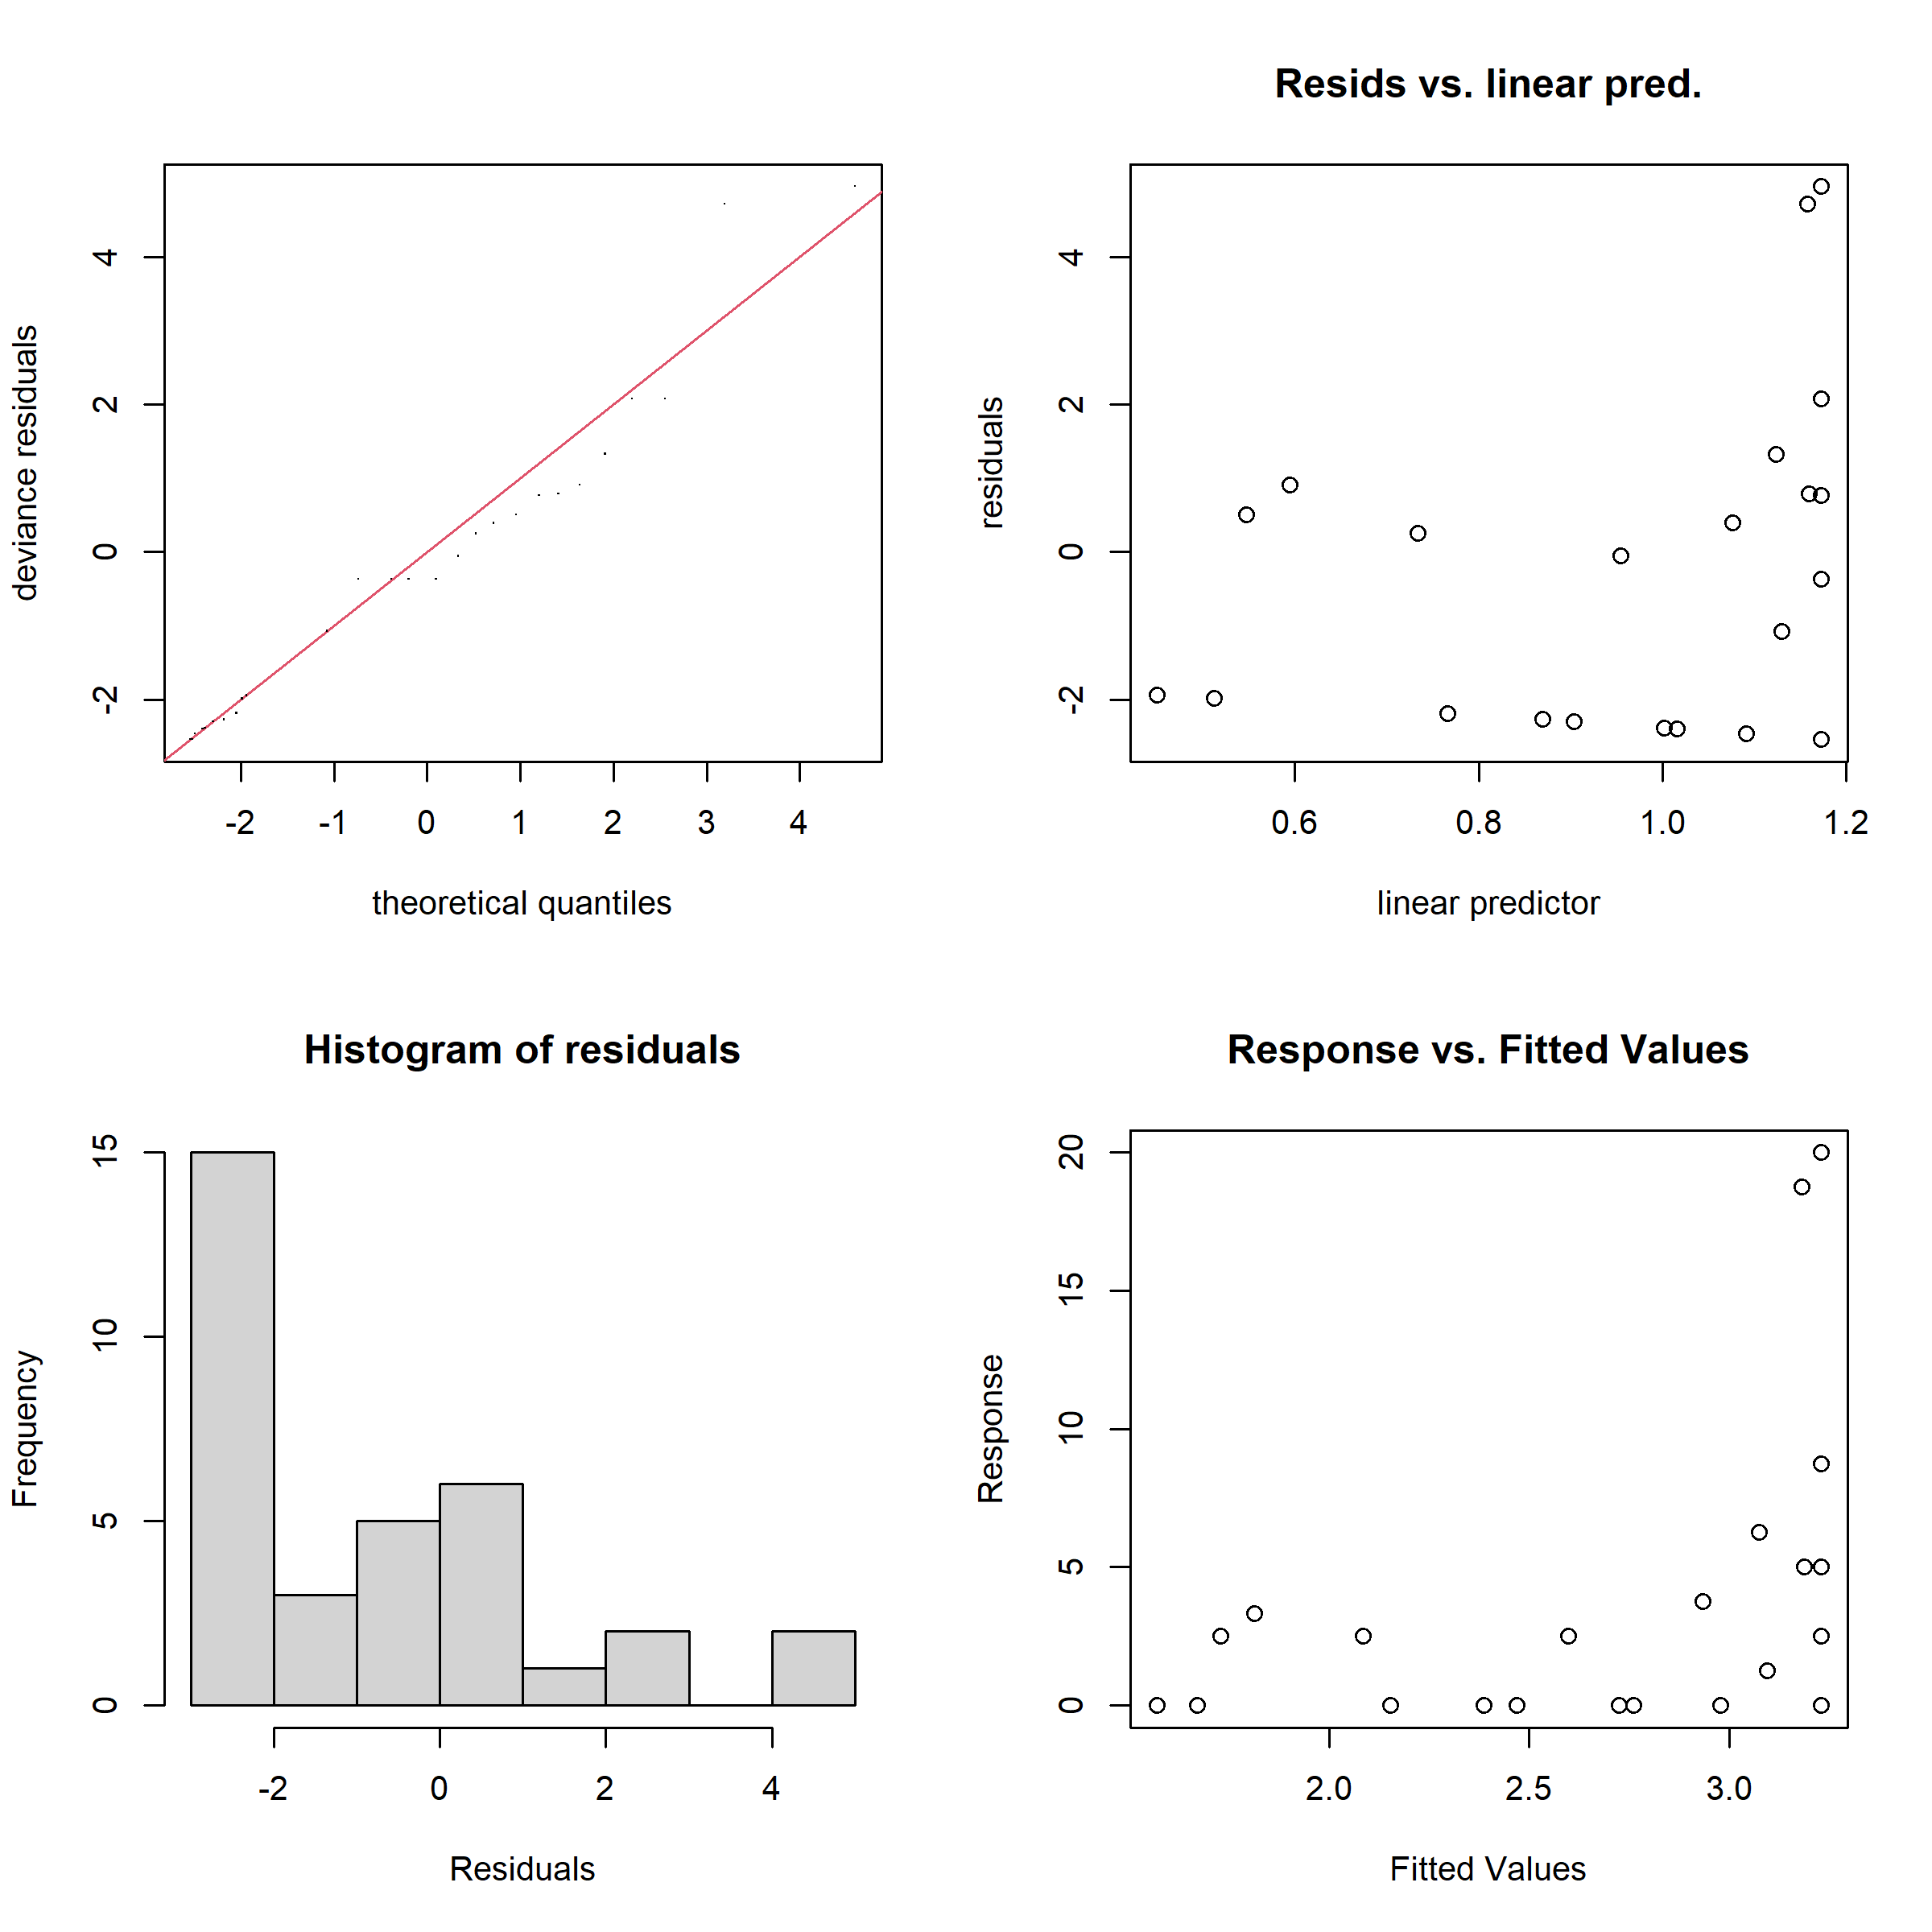 deviance residuals
4
2
0
-2
-2 -1 0 1 2 3 4
theoretical quantiles
Resids vs. linear pred.
residuals
4
2
0
-2
0.6 0.8 1.0 1.2
linear predictor
Histogram of residuals
Frequency
15
10
5
0
-2 0 2 4
Residuals
Response vs. Fitted Values
Response
20
15
10
5
0
2.0 2.5 3.0
Fitted Values